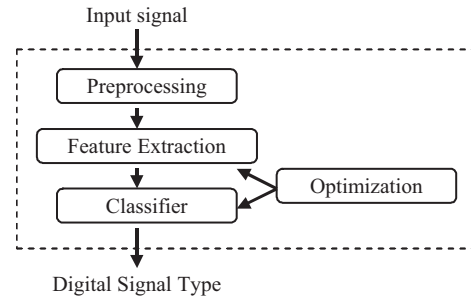 Input signal
Preprocessing
Feature Extraction
Optimization
Classifier
Digital Signal Type